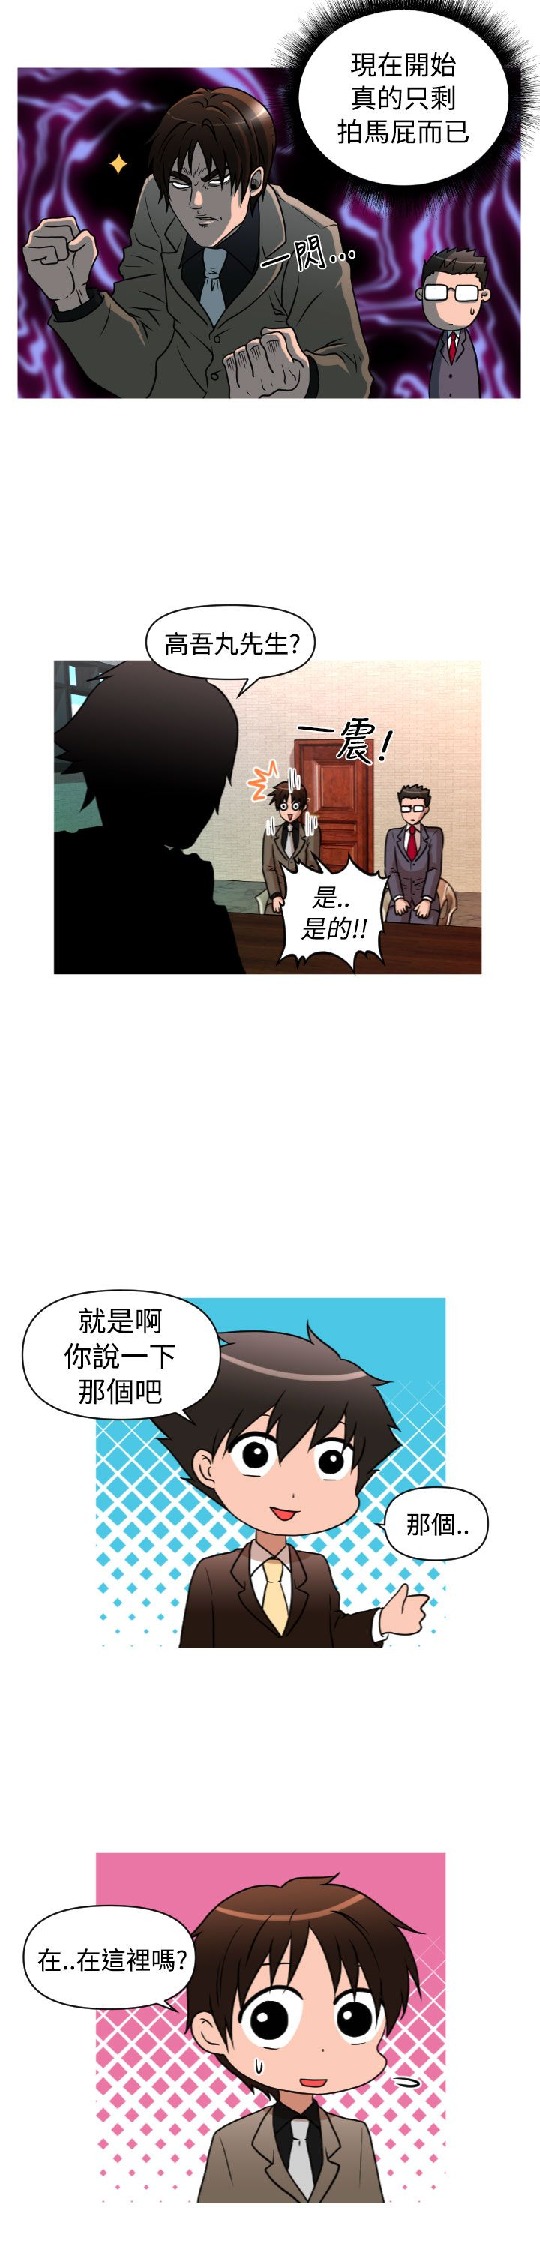 現在開始
真的只剩
拍馬屁而已
一閃...
高吾丸先生?
一震!
是..
是的!!
就是啊
你說一下
那個吧
那個..
在..在這裡嗎?